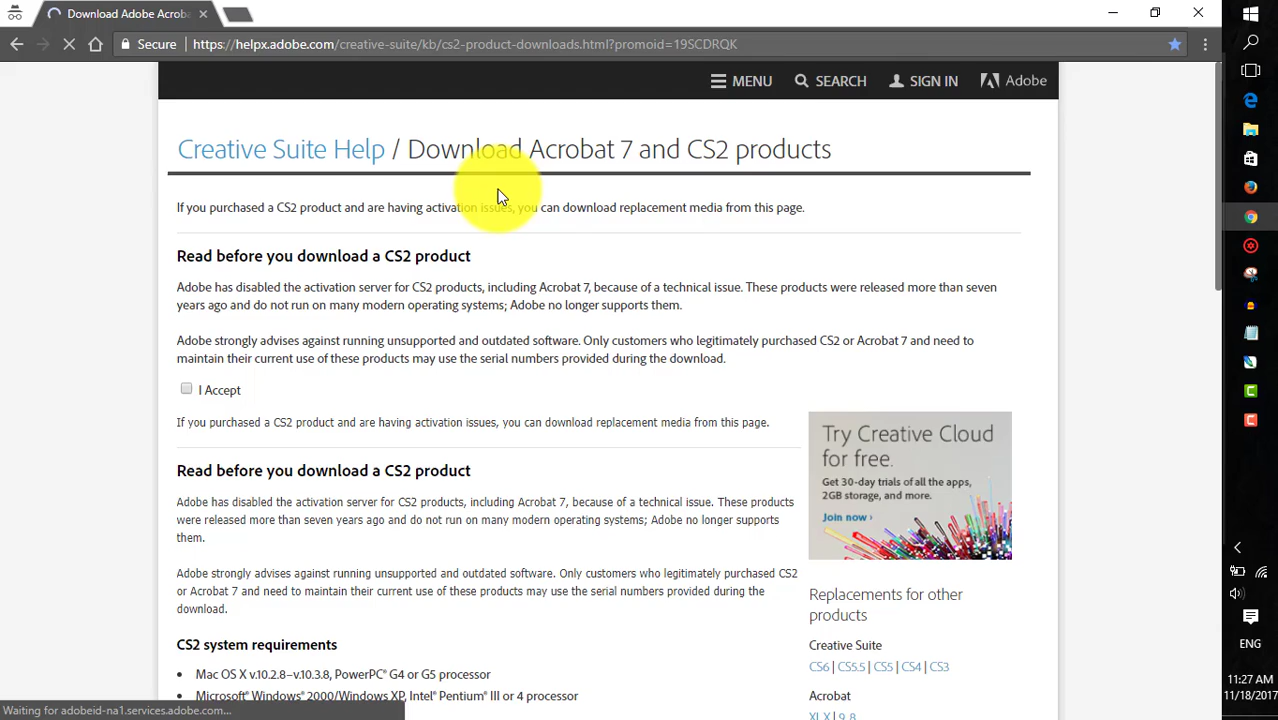 Download Adobe Acrob
Secure
https://helpx.adobe.com/creative-suite/kb/cs2-product-downloads.html?promoid=19SCDRQK
MENU
SEARCH
SIGN IN
Adobe
Creative Suite Help / Download Acrobat 7 and CS2 products
If you purchased a CS2 product and are having activation issues, you can download replacement media from this page.
Read before you download a CS2 product
Adobe has disabled the activation server for CS2 products, including Acrobat 7, because of a technical issue. These products were released more than seven
years ago and do not run on many modern operating systems; Adobe no longer supports them.
Adobe strongly advises against running unsupported and outdated software. Only customers who legitimately purchased CS2 or Acrobat 7 and need to
maintain their current use of these products may use the serial numbers provided during the download.
I Accept
If you purchased a CS2 product and are having activation issues, you can download replacement media from this page.
Read before you download a CS2 product
Adobe has disabled the activation server for CS2 products, including Acrobat 7, because of a technical issue. These products
were released more than seven years ago and do not run on many modern operating systems; Adobe no longer supports
them.
Adobe strongly advises against running unsupported and outdated software. Only customers who legitimately purchased CS2
or Acrobat 7 and need to maintain their current use of these products may use the serial numbers provided during the
download.
CS2 system requirements
• Mac OS X v.10.2.8–v.10.3.8, PowerPC® G4 or G5 processor
• Microsoft® Windows® 2000/Windows XP, Intel® Pentium® III or 4 processor
Try Creative Cloud
for free.
Get 30-day trials of all the apps,
2GB storage, and more.
Join now ›
Replacements for other
products
Creative Suite
CS6 | CS5.5 | CS5 | CS4 | CS3
Acrobat
XI, X | 9, 8
Waiting for adobeid-na1.services.adobe.com...
ENG
11:27 AM
11/18/2017